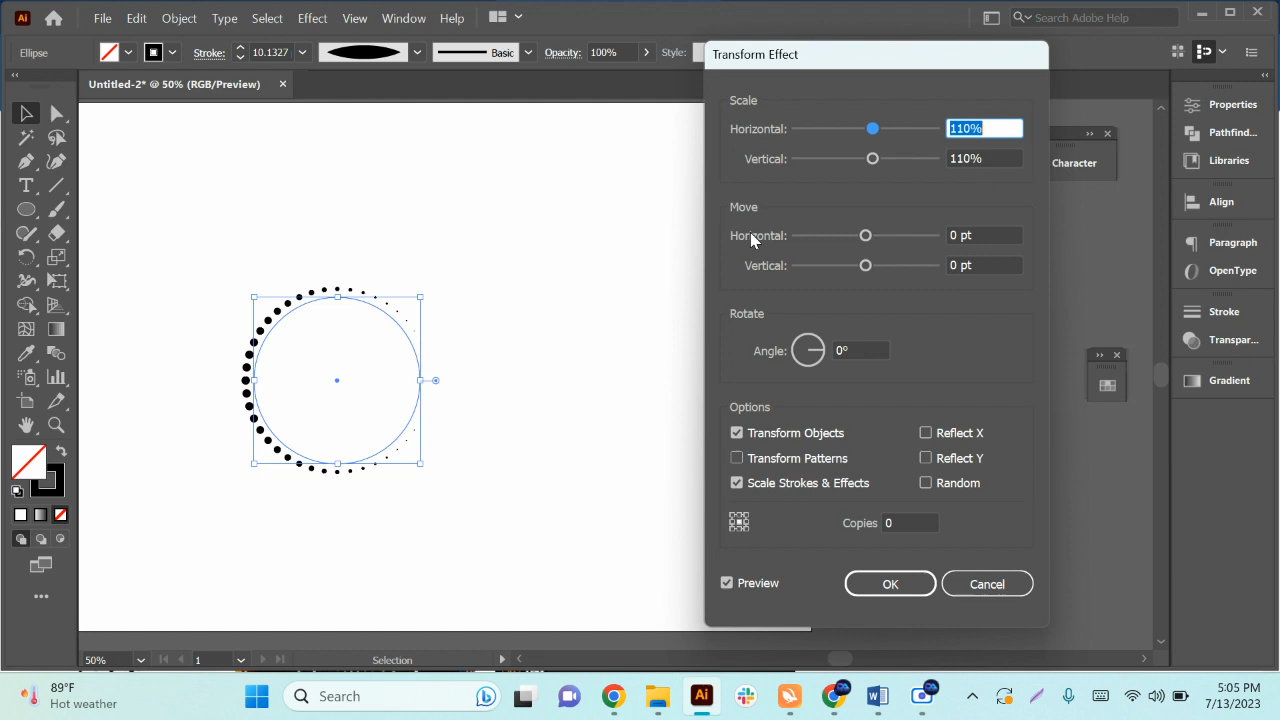 Ai File Edit Object Type Select Effect View Window Help Search Adobe Help
Ellipse Stroke: 10.1327 Basic Opacity: 100% Style:
Untitled-2* @ 50% (RGB/Preview)
Transform Effect
Scale
Horizontal: 110%
Vertical: 110%
Move
Horizontal: 0 pt
Vertical: 0 pt
Rotate
Angle: 0°
Options
Transform Objects Reflect X
Transform Patterns Reflect Y
Scale Strokes & Effects Random
Copies 0
Preview OK Cancel
Character
Properties
Pathfind...
Libraries
Align
Paragraph
OpenType
Stroke
Transpar...
Gradient
50% 1 Selection
89°F
Hot weather
Search
Ai
5:05 PM
7/13/2023